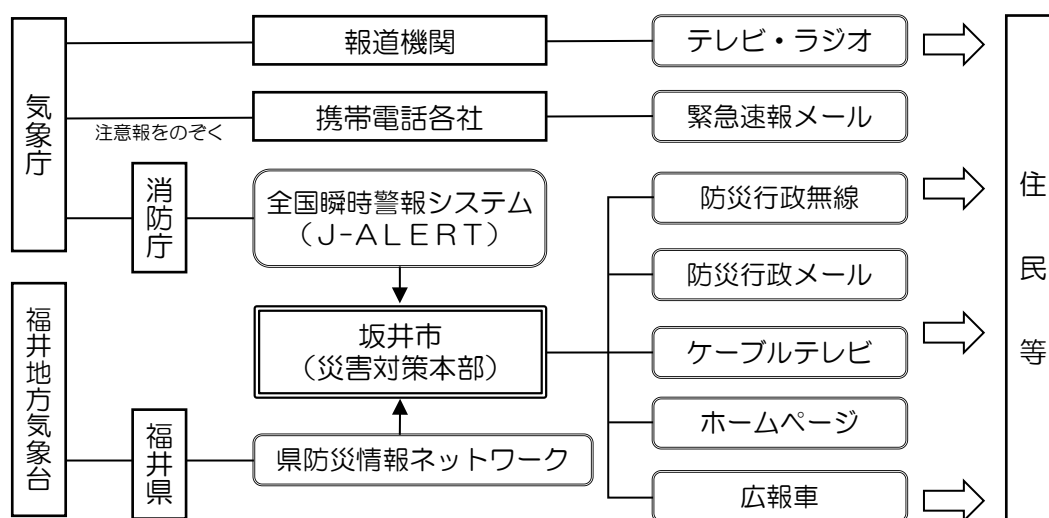 気象庁
報道機関
テレビ・ラジオ
注意報をのぞく
携帯電話各社
緊急速報メール
消防庁
全国瞬時警報システム
(J-ALERT)
防災行政無線
防災行政メール
福井地方気象台
坂井市
(災害対策本部)
ケーブルテレビ
ホームページ
福井県
県防災情報ネットワーク
広報車
住民等